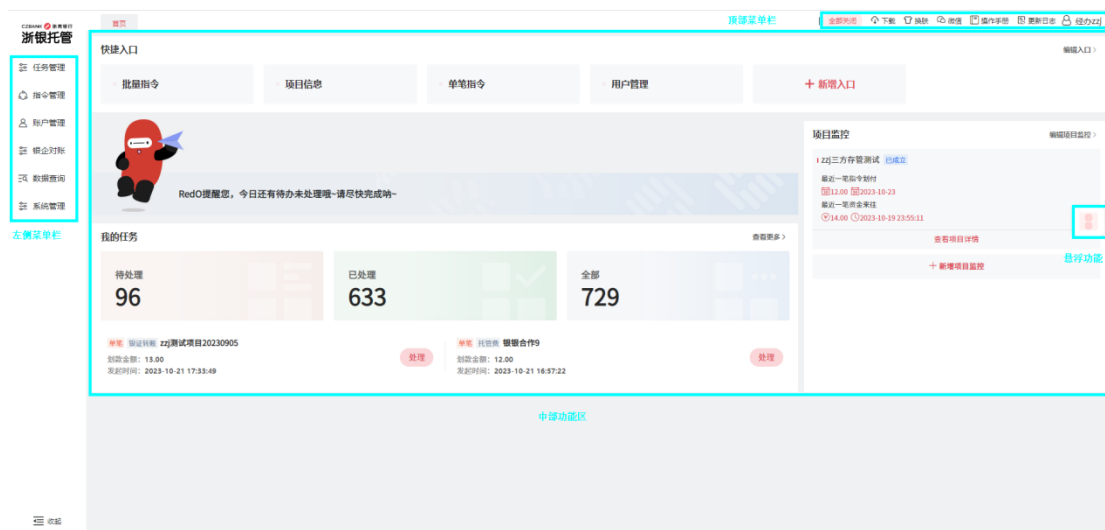 CZBANK 浙商银行
浙银托管
首页
顶部菜单栏
全部关闭 下载 换肤 微信 操作手册 更新日志 经办zzj
任务管理
指令管理
账户管理
银企对账
数据查询
系统管理
左侧菜单栏
收起
快捷入口
编辑入口>
批量指令
项目信息
单笔指令
用户管理
+ 新增入口
RedO提醒您，今日还有待办未处理哦~请尽快完成呐~
我的任务
查看更多>
待处理
96
已处理
633
全部
729
单笔 银证转账 zzj测试项目20230905
划款金额：13.00
发起时间：2023-10-21 17:33:49
处理
单笔 托管费 银银合作9
划款金额：12.00
发起时间：2023-10-21 16:57:22
处理
项目监控
编辑项目监控>
zzj三方存管测试 已成立
最近一笔指令划付
12.00 2023-10-23
最近一笔资金来往
14.00 2023-10-19 23:55:11
查看项目详情
+ 新增项目监控
悬浮功能
中部功能区